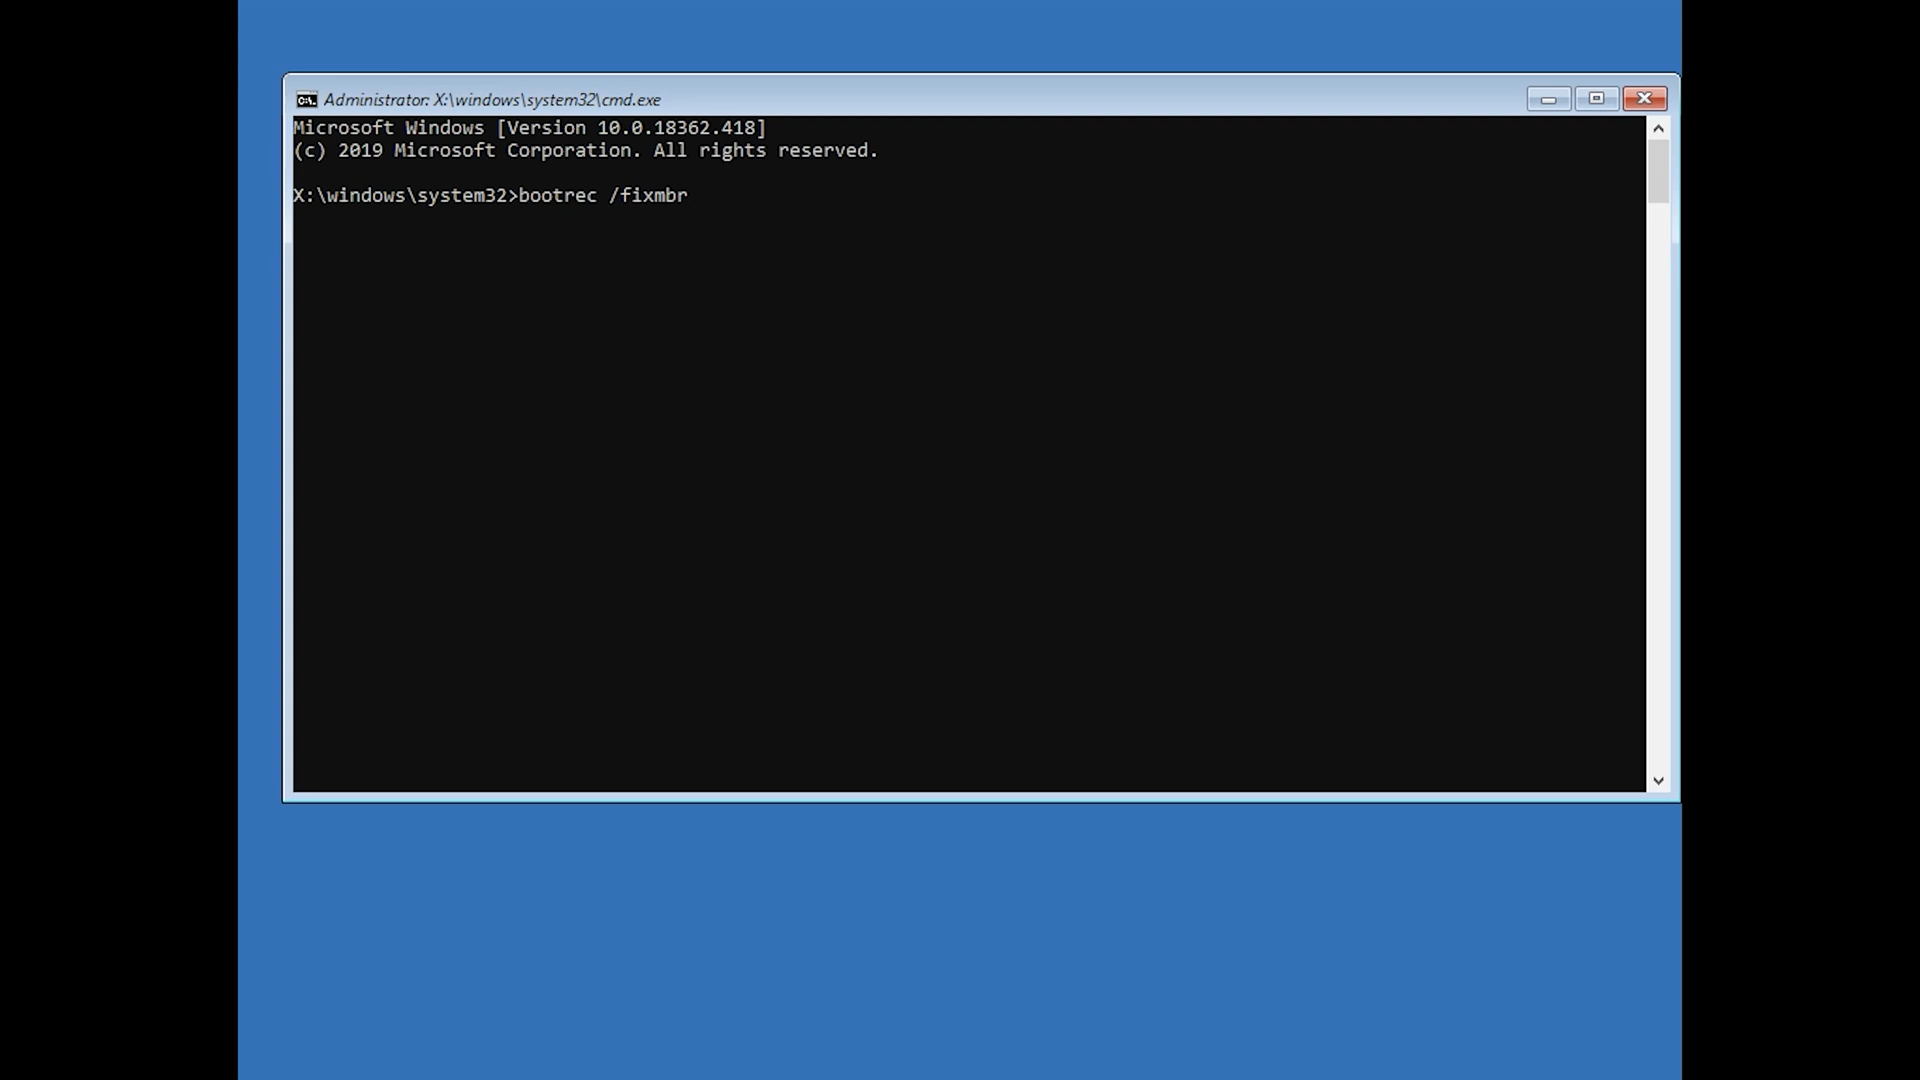 Administrator: X:\windows\system32\cmd.exe
Microsoft Windows [Version 10.0.18362.418]
(c) 2019 Microsoft Corporation. All rights reserved.
X:\windows\system32>bootrec /fixmbr